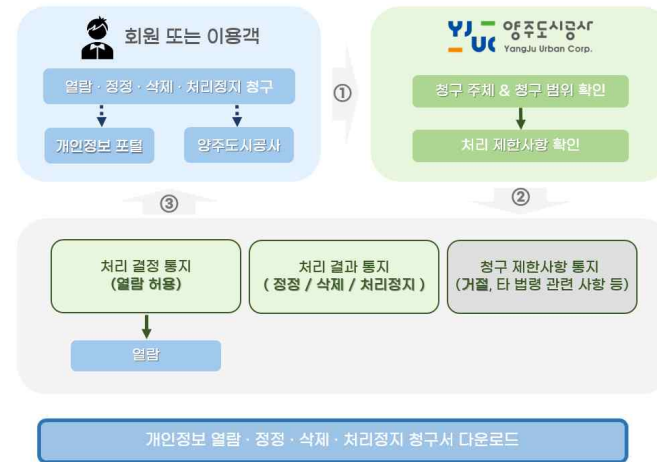 회원 또는 이용객
열람 · 정정 · 삭제 · 처리정지 청구
개인정보 포털
양주도시공사
①
YJ UC 양주도시공사
YangJu Urban Corp.
청구 주체 & 청구 범위 확인
처리 제한사항 확인
②
③
처리 결정 통지
(열람 허용)
열람
처리 결과 통지
( 정정 / 삭제 / 처리정지 )
청구 제한사항 통지
(거절, 타 법령 관련 사항 등)
개인정보 열람 · 정정 · 삭제 · 처리정지 청구서 다운로드